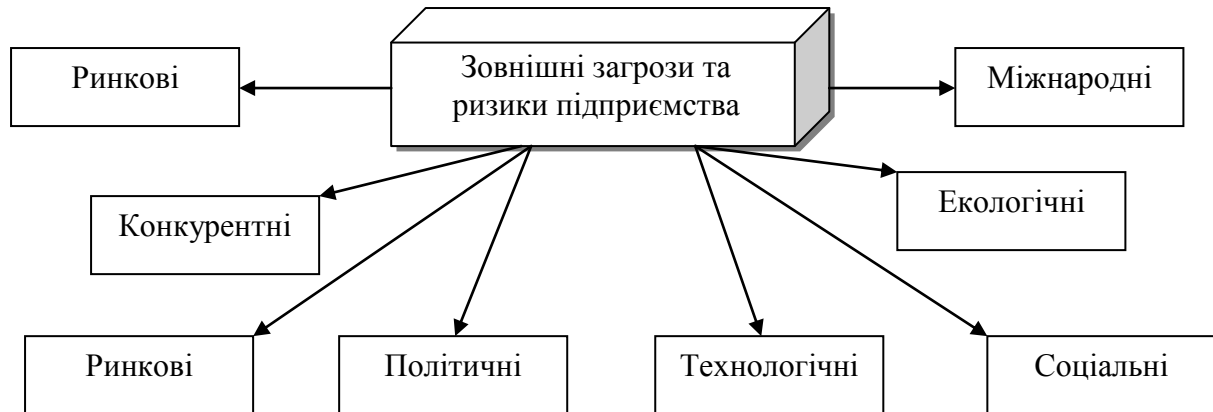 Зовнішні загрози та
ризики підприємства
Ринкові
Міжнародні
Конкурентні
Екологічні
Ринкові
Політичні
Технологічні
Соціальні